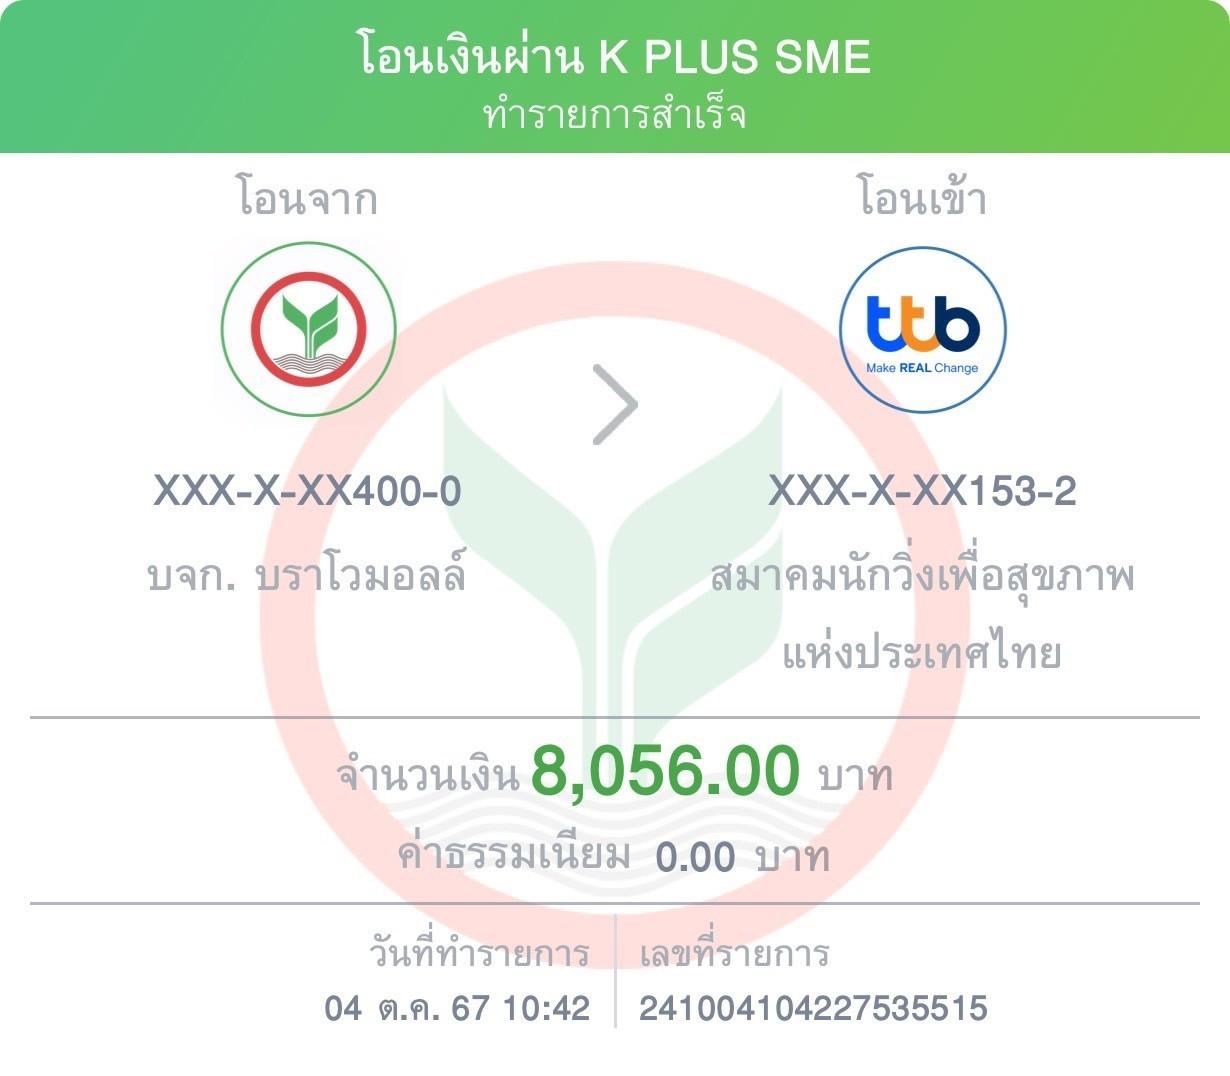 โอนเงินผ่าน K PLUS SME
ทำรายการสำเร็จ
โอนจาก
โอนเข้า
ttb
Make REAL Change
XXX-X-XX400-0
XXX-X-XX153-2
บจก. บราโวมอลล์
สมาคมนักวิ่งเพื่อสุขภาพ
แห่งประเทศไทย
จำนวนเงิน 8,056.00 บาท
ค่าธรรมเนียม 0.00 บาท
วันที่ทำรายการ
04 ต.ค. 67 10:42
เลขที่รายการ
241004104227535515